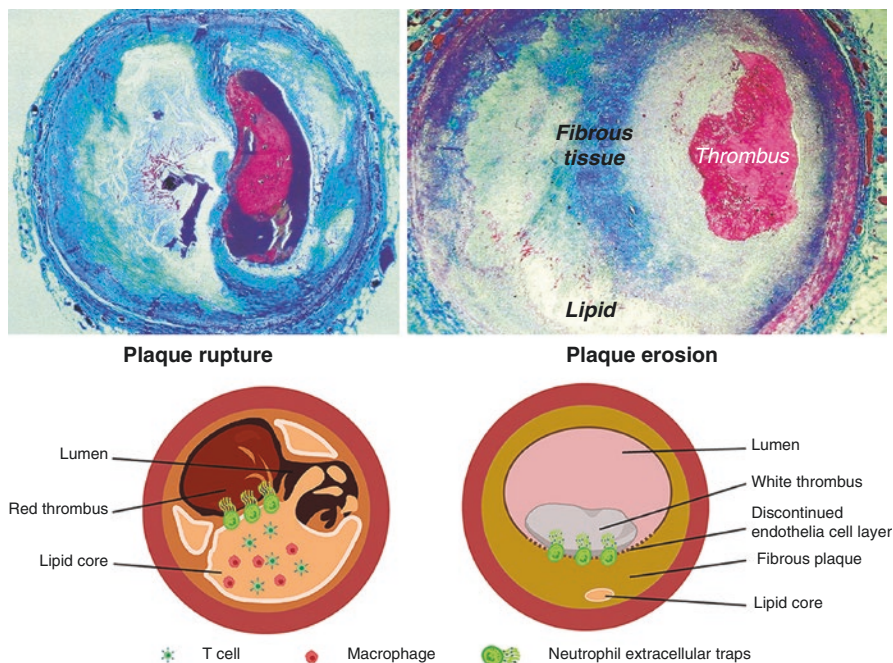 Fibrous
tissue
Thrombus
Lipid
Plaque rupture
Plaque erosion
Lumen
Red thrombus
Lipid core
Lumen
White thrombus
Discontinued
endothelia cell layer
Fibrous plaque
Lipid core
T cell
Macrophage
Neutrophil extracellular traps